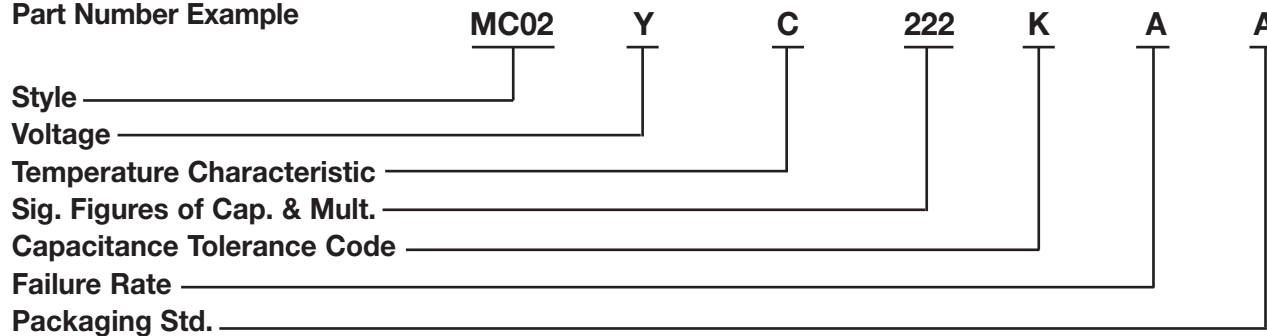 Part Number Example
MC02 Y C 222 K A A
Style
Voltage
Temperature Characteristic
Sig. Figures of Cap. & Mult.
Capacitance Tolerance Code
Failure Rate
Packaging Std.